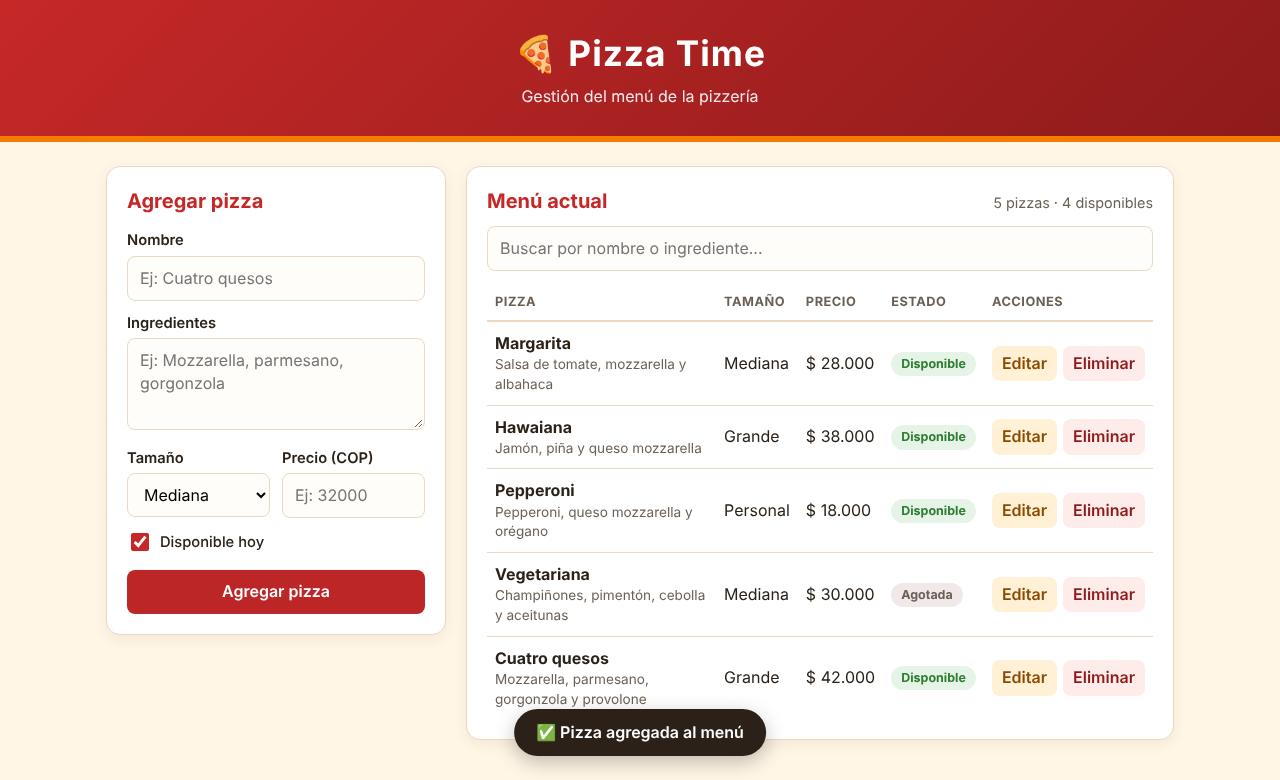 🍕 Pizza Time
Gestión del menú de la pizzería
Agregar pizza
Nombre
Ej: Cuatro quesos
Ingredientes
Ej: Mozzarella, parmesano,
gorgonzola
Tamaño Precio (COP)
Mediana Ej: 32000
Disponible hoy
Agregar pizza
Menú actual 5 pizzas · 4 disponibles
Buscar por nombre o ingrediente...
PIZZA TAMAÑO PRECIO ESTADO ACCIONES
Margarita
Salsa de tomate, mozzarella y
albahaca
Mediana $ 28.000 Disponible Editar Eliminar
Hawaiana
Jamón, piña y queso mozzarella
Grande $ 38.000 Disponible Editar Eliminar
Pepperoni
Pepperoni, queso mozzarella y
orégano
Personal $ 18.000 Disponible Editar Eliminar
Vegetariana
Champiñones, pimentón, cebolla
y aceitunas
Mediana $ 30.000 Agotada Editar Eliminar
Cuatro quesos
Mozzarella, parmesano,
gorgonzola y provolone
Grande $ 42.000 Disponible Editar Eliminar
✅ Pizza agregada al menú